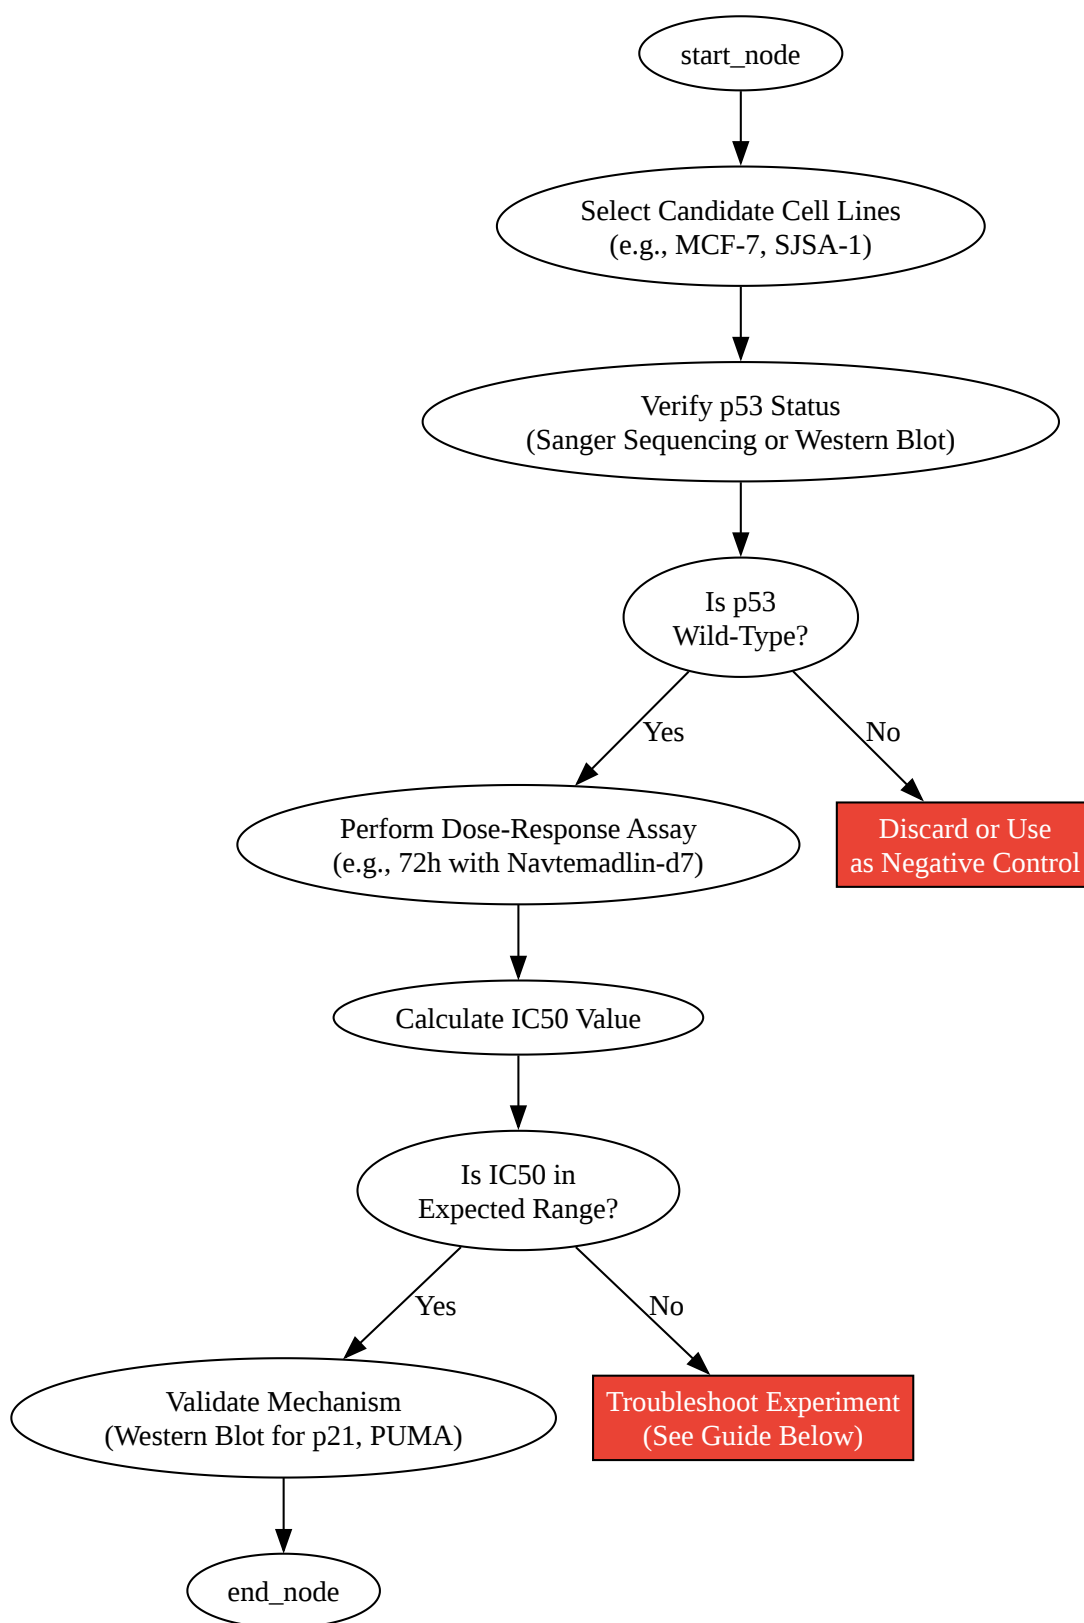 start_node
Select Candidate Cell Lines
(e.g., MCF-7, SJSA-1)
Verify p53 Status
(Sanger Sequencing or Western Blot)
Is p53
Wild-Type?
Yes
No
Perform Dose-Response Assay
(e.g., 72h with Navtemadlin-d7)
Discard or Use
as Negative Control
Calculate IC50 Value
Is IC50 in
Expected Range?
Yes
No
Validate Mechanism
(Western Blot for p21, PUMA)
Troubleshoot Experiment
(See Guide Below)
end_node